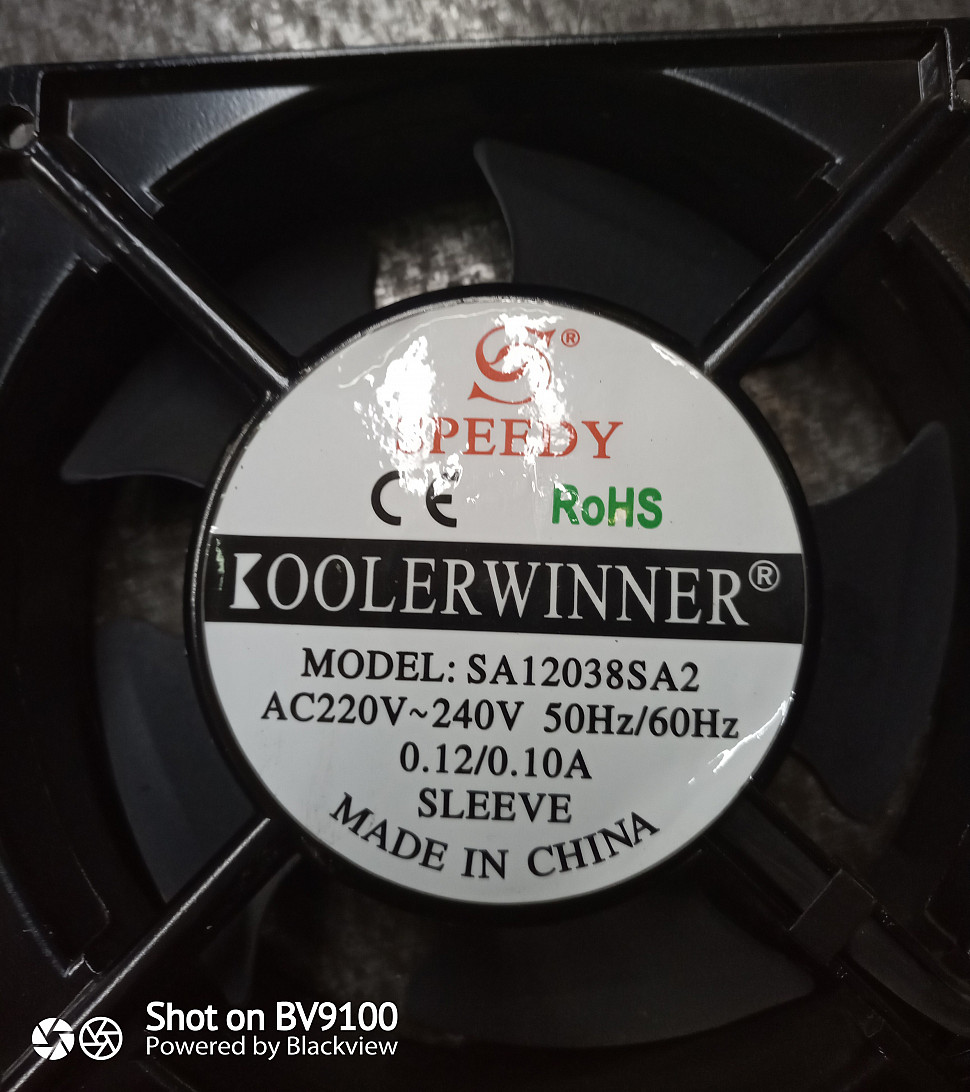 ®
SPEEDY
CE RoHS
KOOLERWINNER®
MODEL: SA12038SA2
AC220V~240V 50Hz/60Hz
0.12/0.10A
SLEEVE
MADE IN CHINA
Shot on BV9100
Powered by Blackview